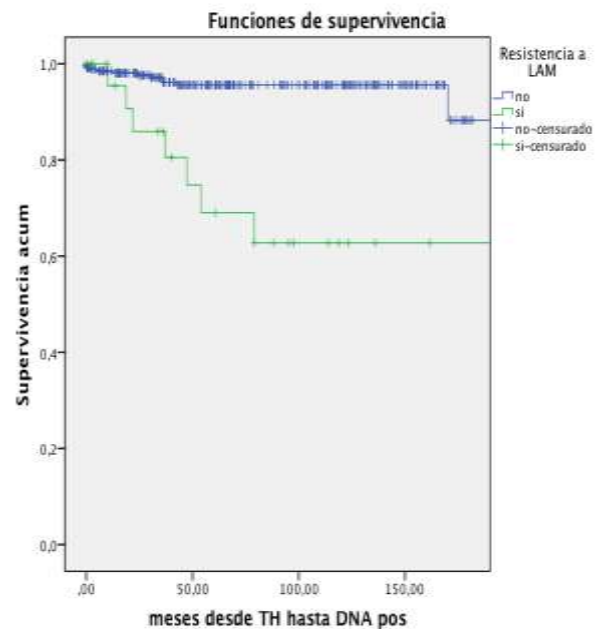 Funciones de supervivencia
Supervivencia acum
1,0
0,8
0,6
0,4
0,2
0,0
,00
50,00
100,00
150,00
meses desde TH hasta DNA pos
Resistencia a
LAM
no
si
no-censurado
si-censurado